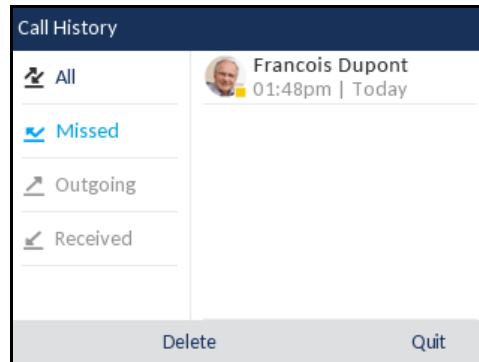 Call History
All
Missed
Outgoing
Received
Francois Dupont
01:48pm | Today
Delete
Quit